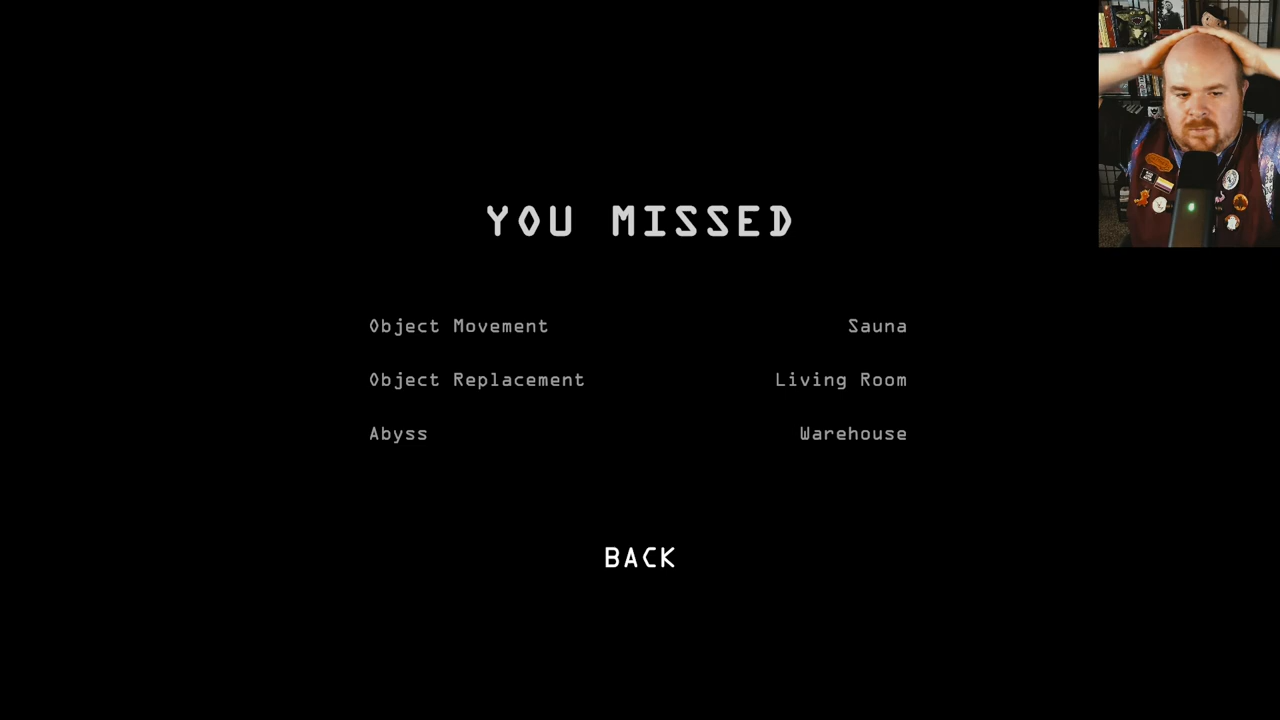 YOU MISSED
Object Movement Sauna
Object Replacement Living Room
Abyss Warehouse
BACK